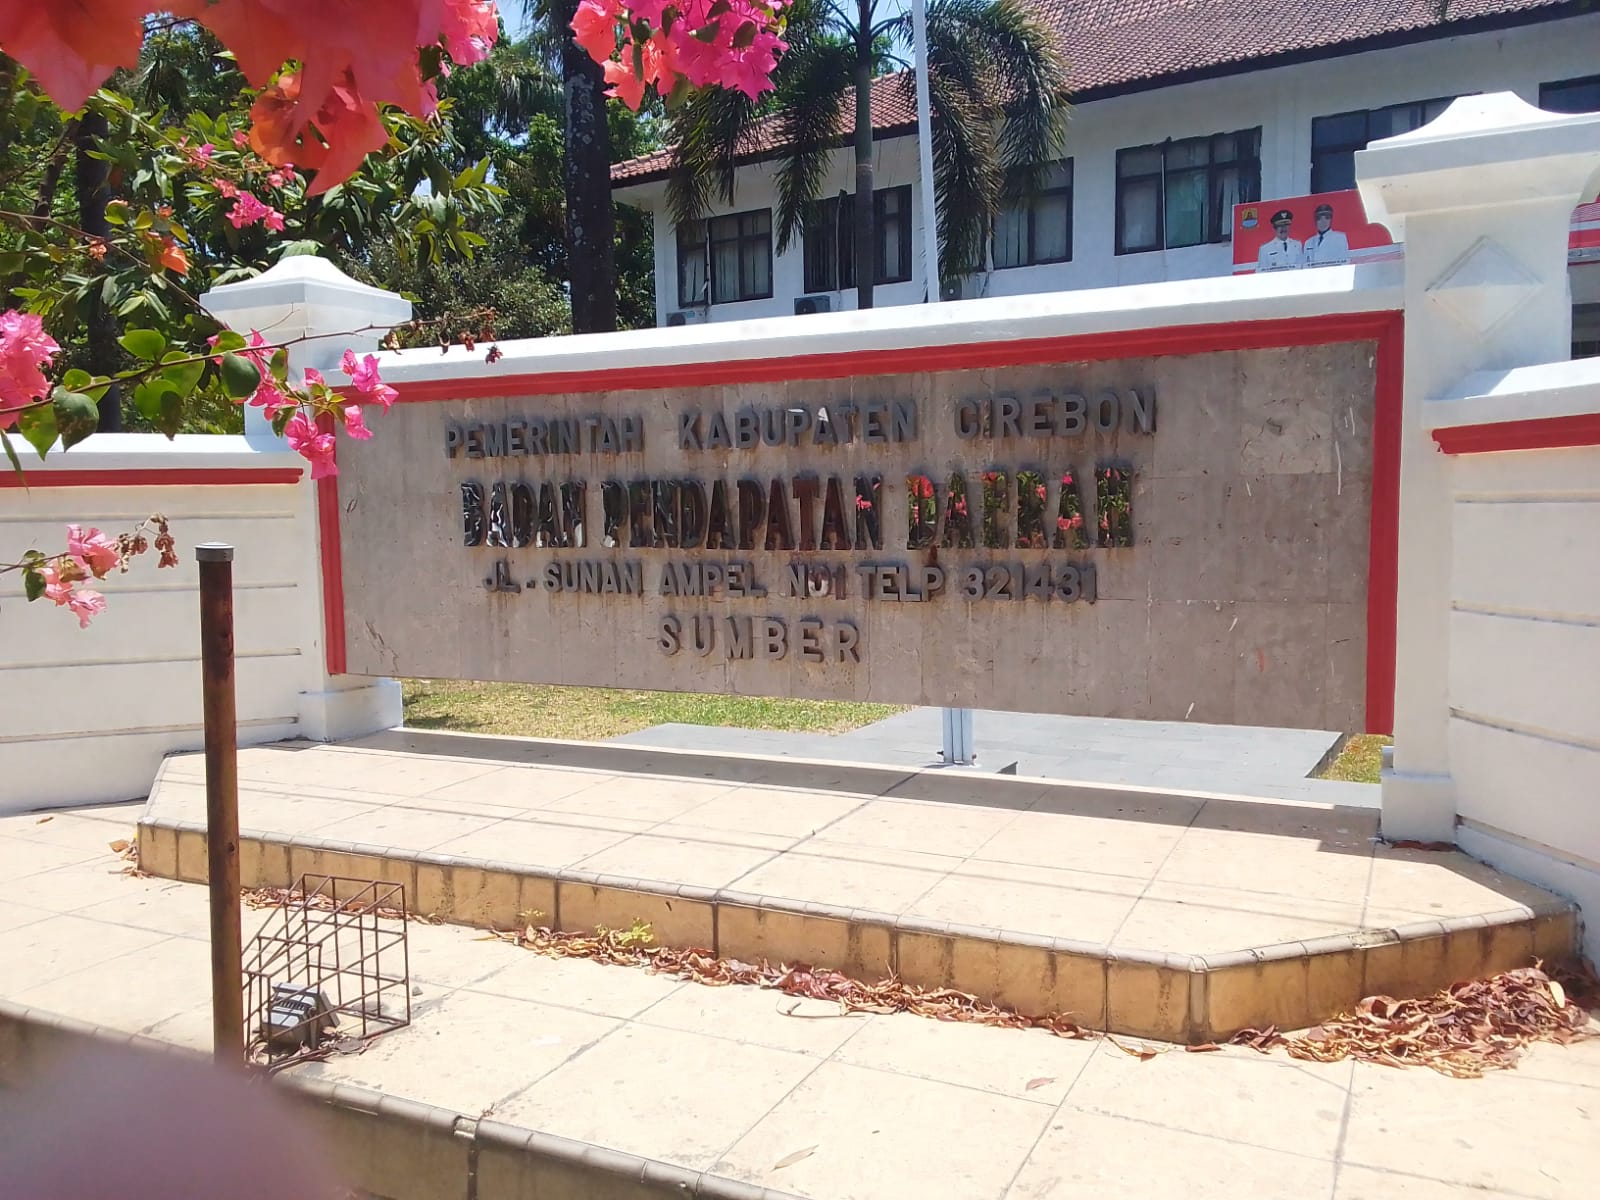 PEMERINTAH KABUPATEN CIREBON
BADAN PENDAPATAN DAERAH
JL. SUNAN AMPEL NO1 TELP 321431
SUMBER